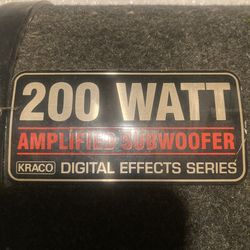 200 WATT
AMPLIFIED SUBWOOFER
KRACO DIGITAL EFFECTS SERIES